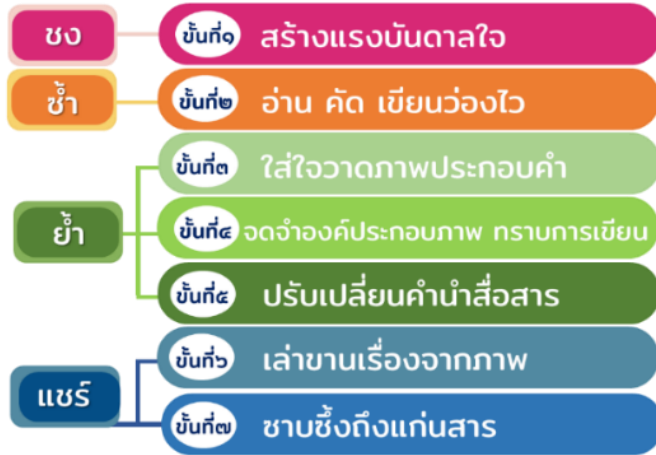 ชง
ขั้นที่๑ สร้างแรงบันดาลใจ
ซ้ำ
ขั้นที่๒ อ่าน คัด เขียนว่องไว
ย้ำ
ขั้นที่๓ ใส่ใจวาดภาพประกอบคำ
ขั้นที่๔ จดจำองค์ประกอบภาพ ทราบการเขียน
ขั้นที่๕ ปรับเปลี่ยนคำนำสื่อสาร
แชร์
ขั้นที่๖ เล่าขานเรื่องจากภาพ
ขั้นที่๗ ซาบซึ้งถึงแก่นสาร